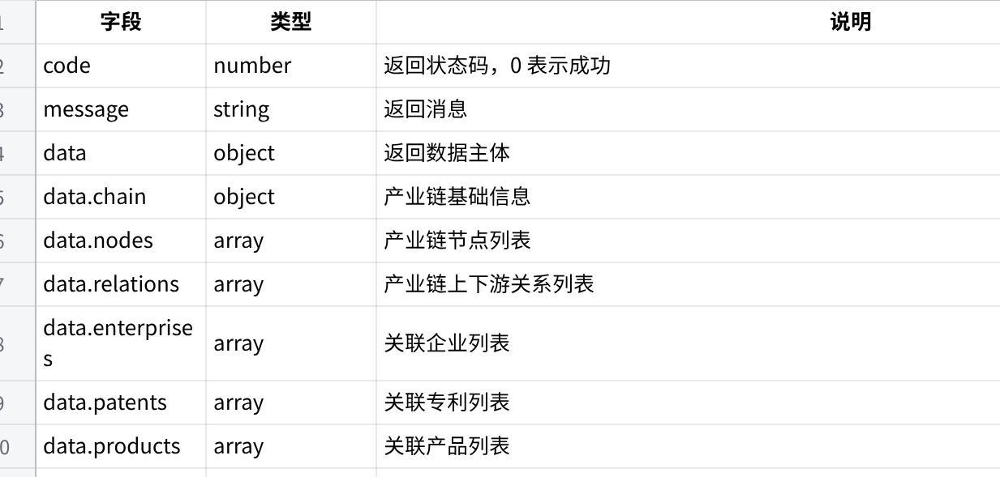 字段 类型 说明
code number 返回状态码，0 表示成功
message string 返回消息
data object 返回数据主体
data.chain object 产业链基础信息
data.nodes array 产业链节点列表
data.relations array 产业链上下游关系列表
data.enterprise
s array 关联企业列表
data.patents array 关联专利列表
data.products array 关联产品列表